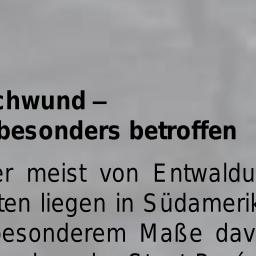 chwund –
besonders betroffen
er meist von Entwaldu
ten liegen in Südamerik
besonderem Maße dav